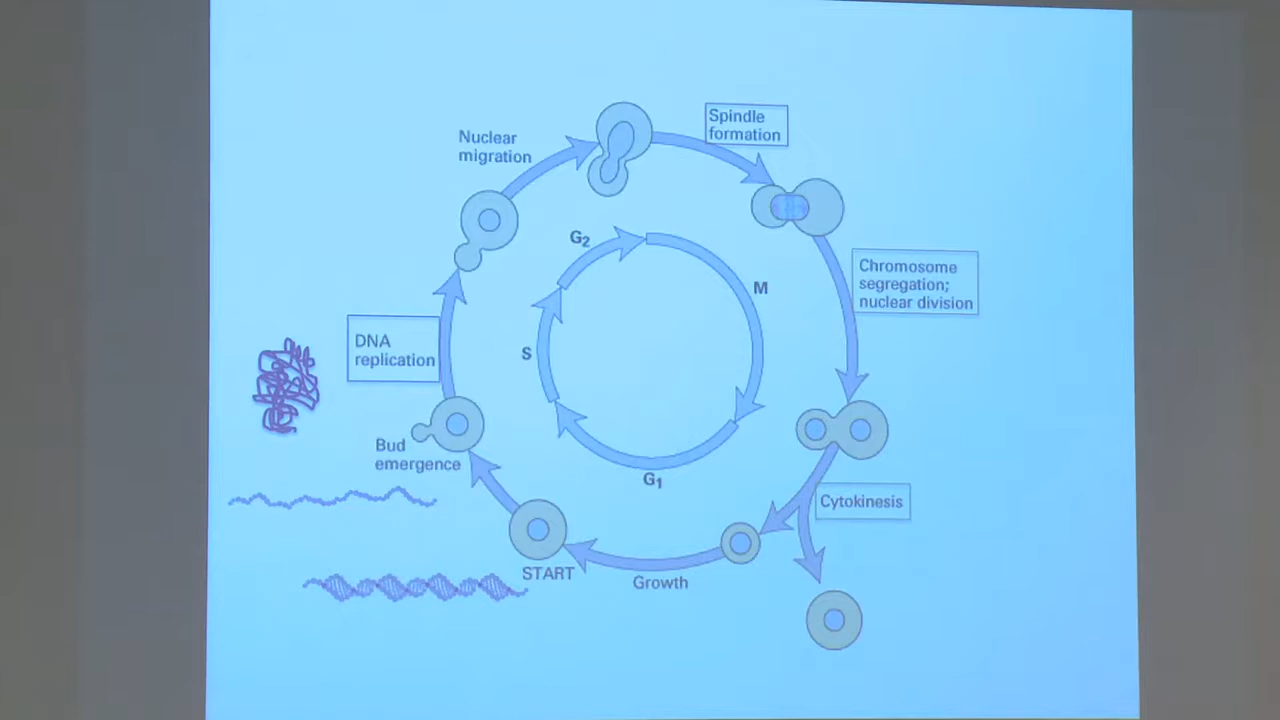 Spindle
formation
Nuclear
migration
G₂
Chromosome
segregation;
nuclear division
M
DNA
replication
S
Bud
emergence
G₁
Cytokinesis
START
Growth